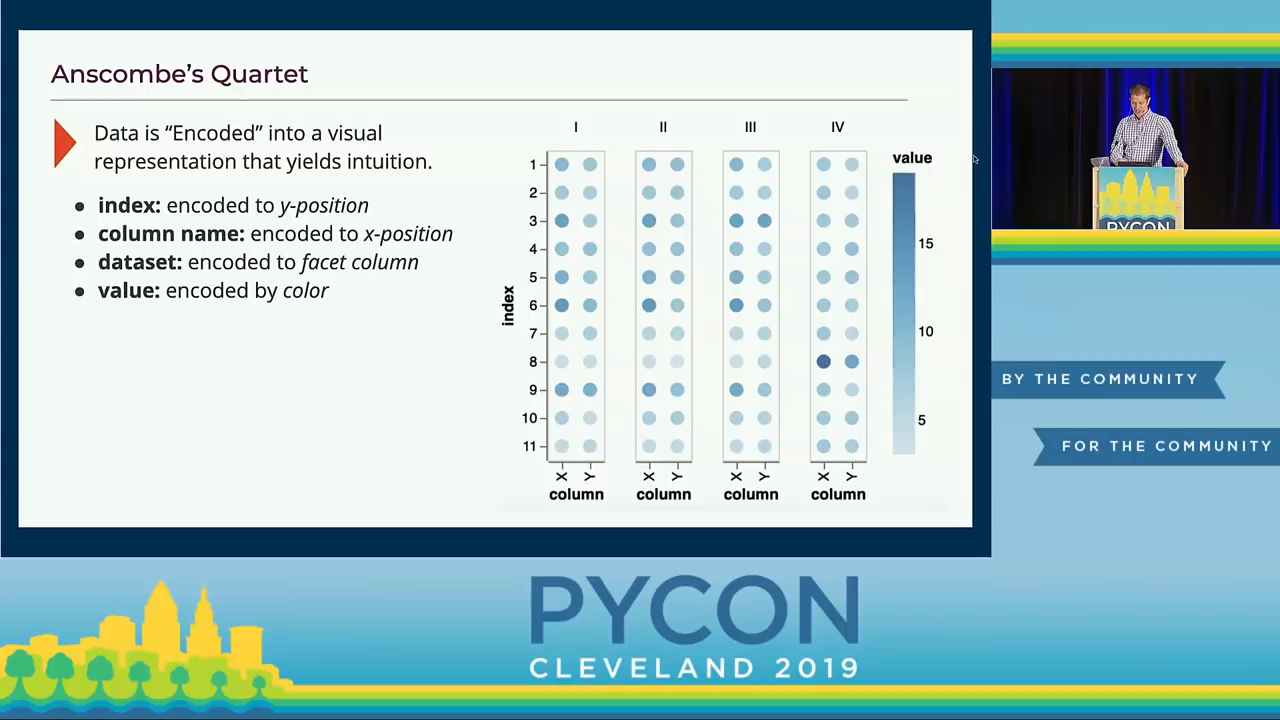 Anscombe's Quartet
Data is “Encoded” into a visual
representation that yields intuition.
● index: encoded to y-position
● column name: encoded to x-position
● dataset: encoded to facet column
● value: encoded by color
I II III IV
index
1
2
3
4
5
6
7
8
9
10
11
X Y X Y X Y X Y
column column column column
value
15
10
5
PYCON
BY THE COMMUNITY
FOR THE COMMUNITY
PYCON
CLEVELAND 2019